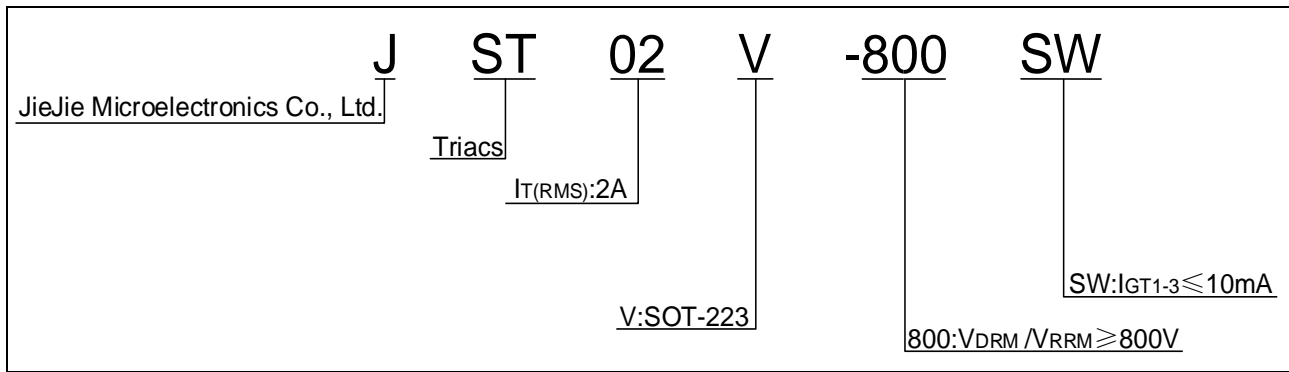 J ST 02 V -800 SW
JieJie Microelectronics Co., Ltd.
Triacs
IT(RMS):2A
SW:IGT1-3≤10mA
V:SOT-223
800:VDRM /VRRM≥800V